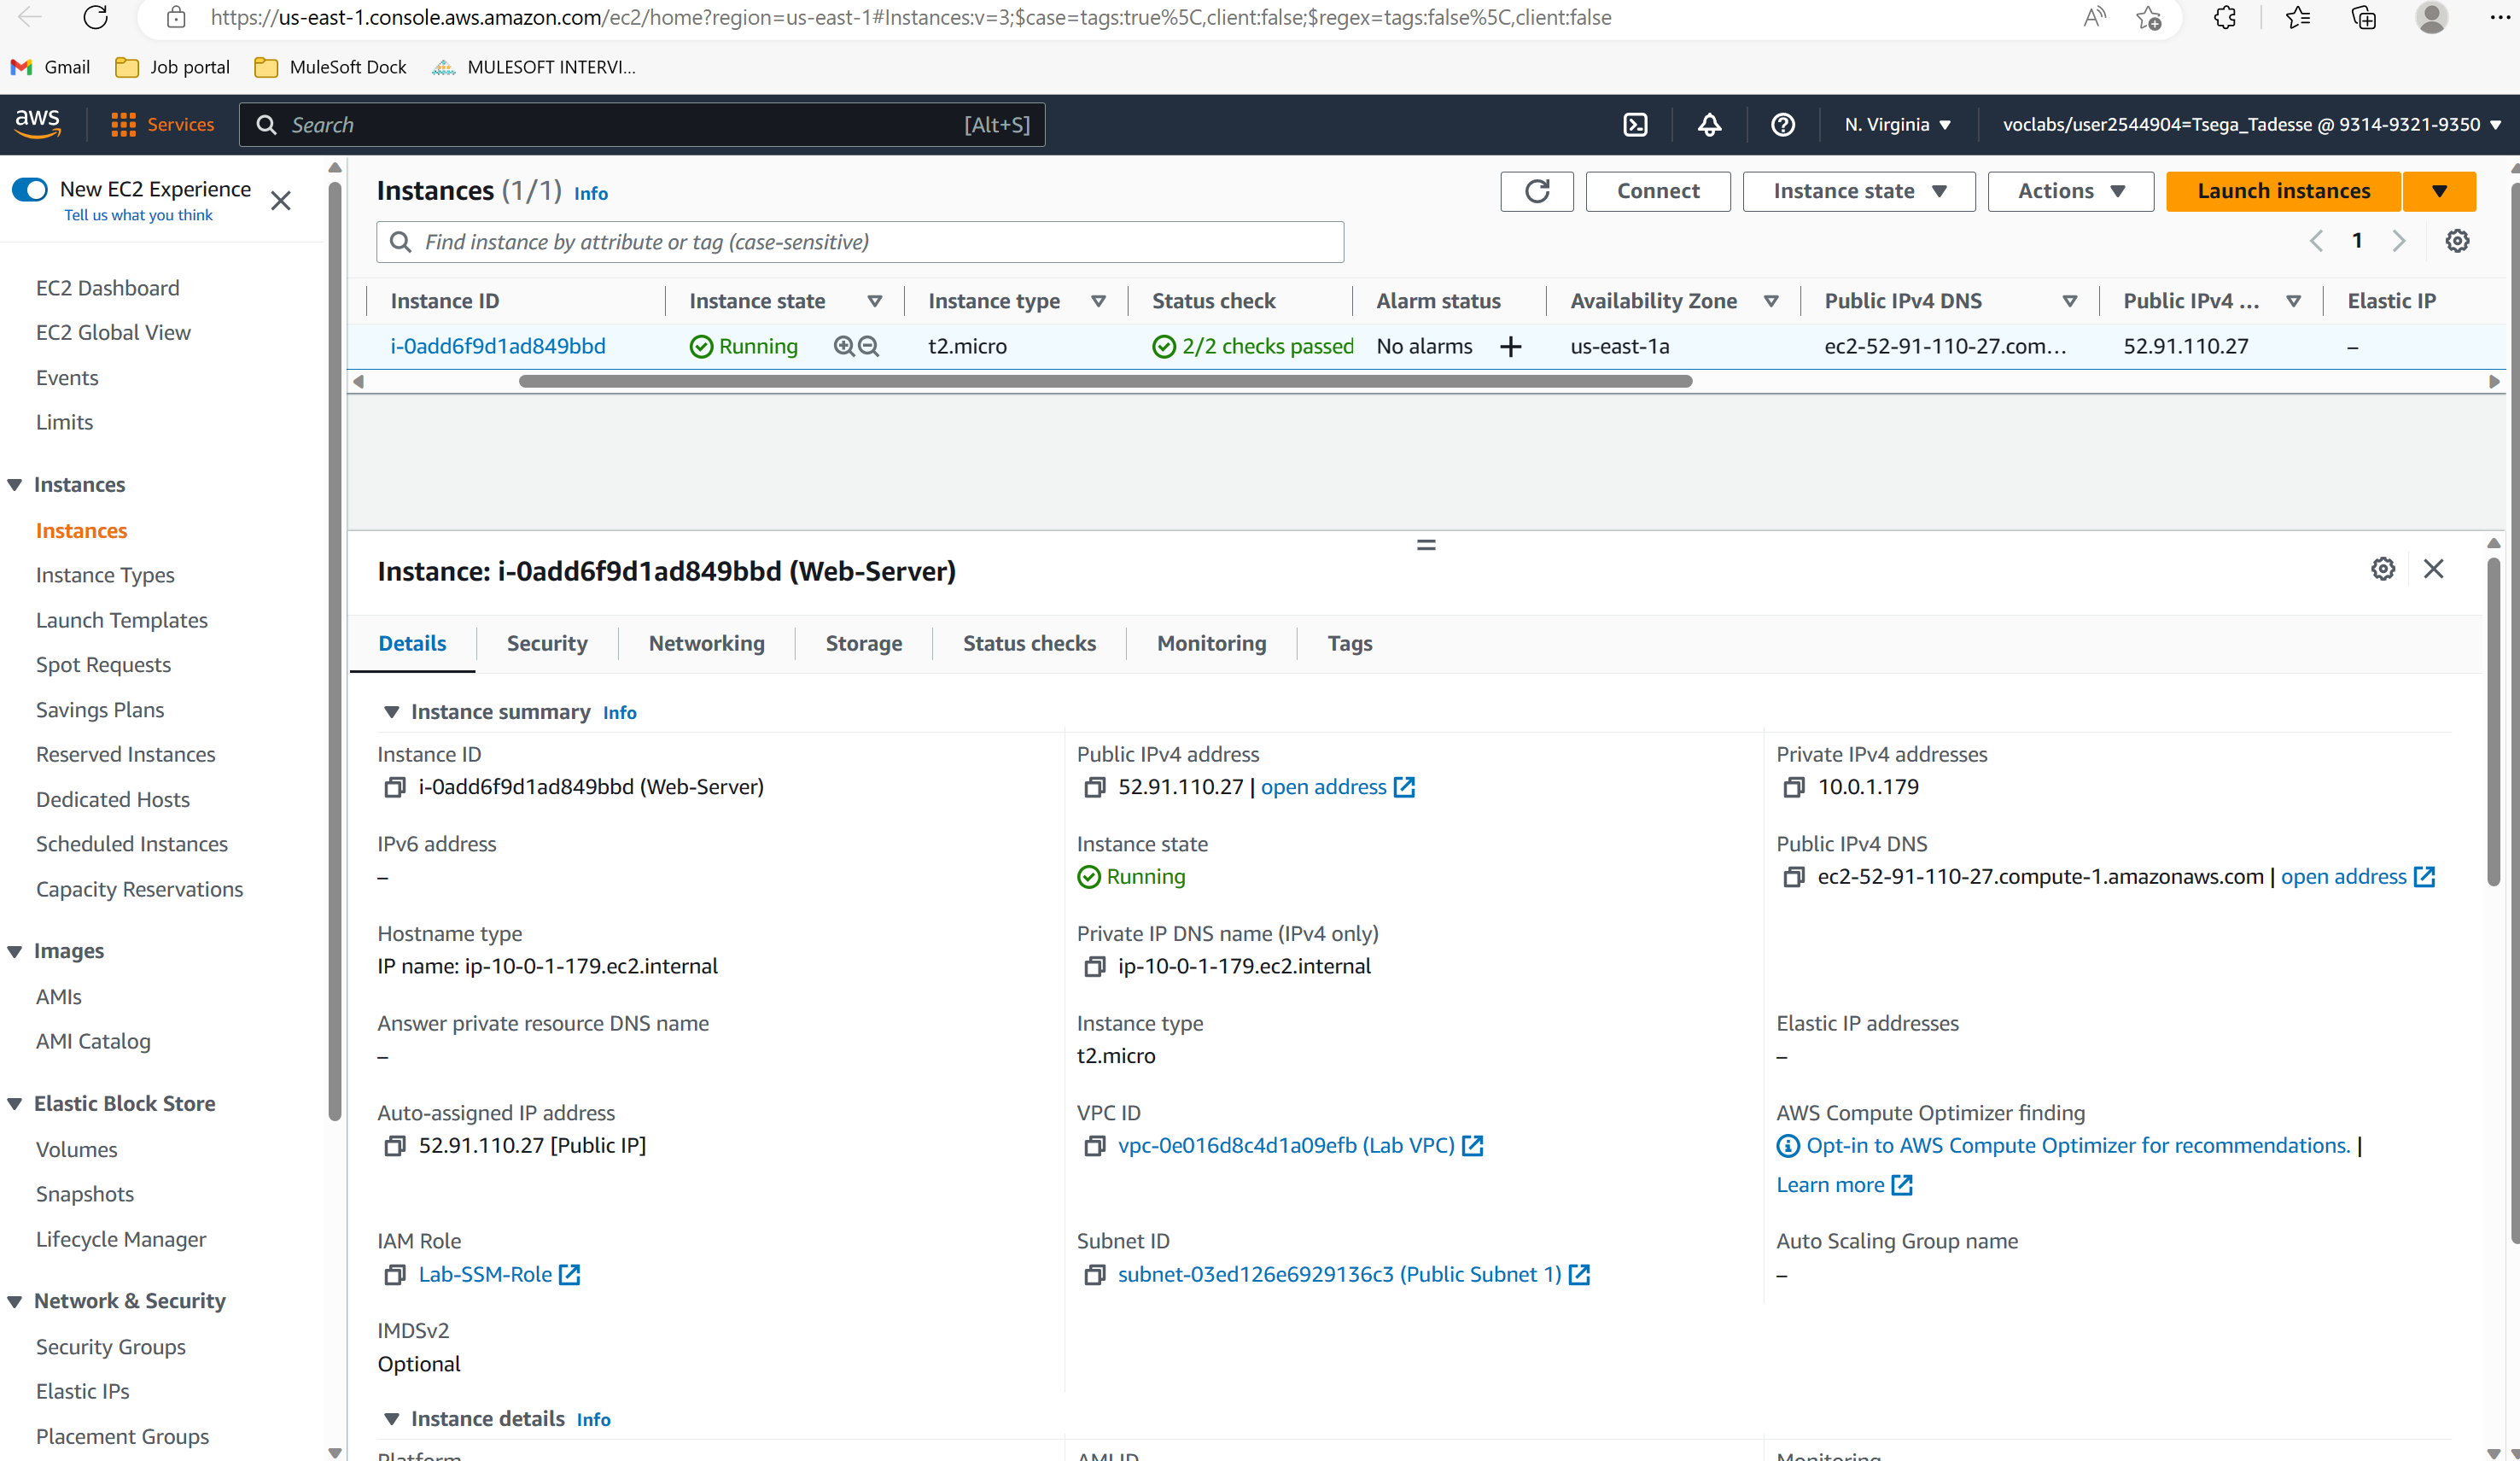 https://us-east-1.console.aws.amazon.com/ec2/home?region=us-east-1#Instances:v=3;$case=tags:true%5C,client:false;$regex=tags:false%5C,client:false
Gmail
Job portal
MuleSoft Dock
MULESOFT INTERVI...
aws
Services
Search
[Alt+S]
N. Virginia
voclabs/user2544904=Tsega_Tadesse @ 9314-9321-9350
New EC2 Experience
Tell us what you think
EC2 Dashboard
EC2 Global View
Events
Limits
Instances
Instances
Instance Types
Launch Templates
Spot Requests
Savings Plans
Reserved Instances
Dedicated Hosts
Scheduled Instances
Capacity Reservations
Images
AMIs
AMI Catalog
Elastic Block Store
Volumes
Snapshots
Lifecycle Manager
Network & Security
Security Groups
Elastic IPs
Placement Groups
Instances (1/1) Info
Connect
Instance state
Actions
Launch instances
Find instance by attribute or tag (case-sensitive)
1
Instance ID
Instance state
Instance type
Status check
Alarm status
Availability Zone
Public IPv4 DNS
Public IPv4 ...
Elastic IP
i-0add6f9d1ad849bbd
Running
t2.micro
2/2 checks passed
No alarms
us-east-1a
ec2-52-91-110-27.com...
52.91.110.27
–
Instance: i-0add6f9d1ad849bbd (Web-Server)
Details
Security
Networking
Storage
Status checks
Monitoring
Tags
Instance summary Info
Instance ID
i-0add6f9d1ad849bbd (Web-Server)
Public IPv4 address
52.91.110.27 | open address
Private IPv4 addresses
10.0.1.179
IPv6 address
–
Instance state
Running
Public IPv4 DNS
ec2-52-91-110-27.compute-1.amazonaws.com | open address
Hostname type
IP name: ip-10-0-1-179.ec2.internal
Private IP DNS name (IPv4 only)
ip-10-0-1-179.ec2.internal
Answer private resource DNS name
–
Instance type
t2.micro
Elastic IP addresses
–
Auto-assigned IP address
52.91.110.27 [Public IP]
VPC ID
vpc-0e016d8c4d1a09efb (Lab VPC)
AWS Compute Optimizer finding
Opt-in to AWS Compute Optimizer for recommendations. |
Learn more
IAM Role
Lab-SSM-Role
Subnet ID
subnet-03ed126e6929136c3 (Public Subnet 1)
Auto Scaling Group name
–
IMDSv2
Optional
Instance details Info
Platform
AMI ID
Monitoring